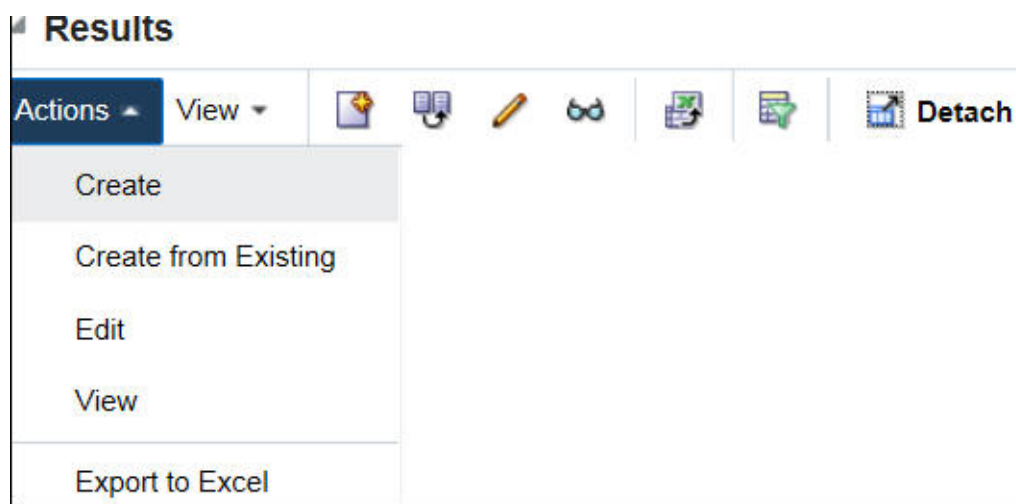 Results
Actions View Detach
Create
Create from Existing
Edit
View
Export to Excel